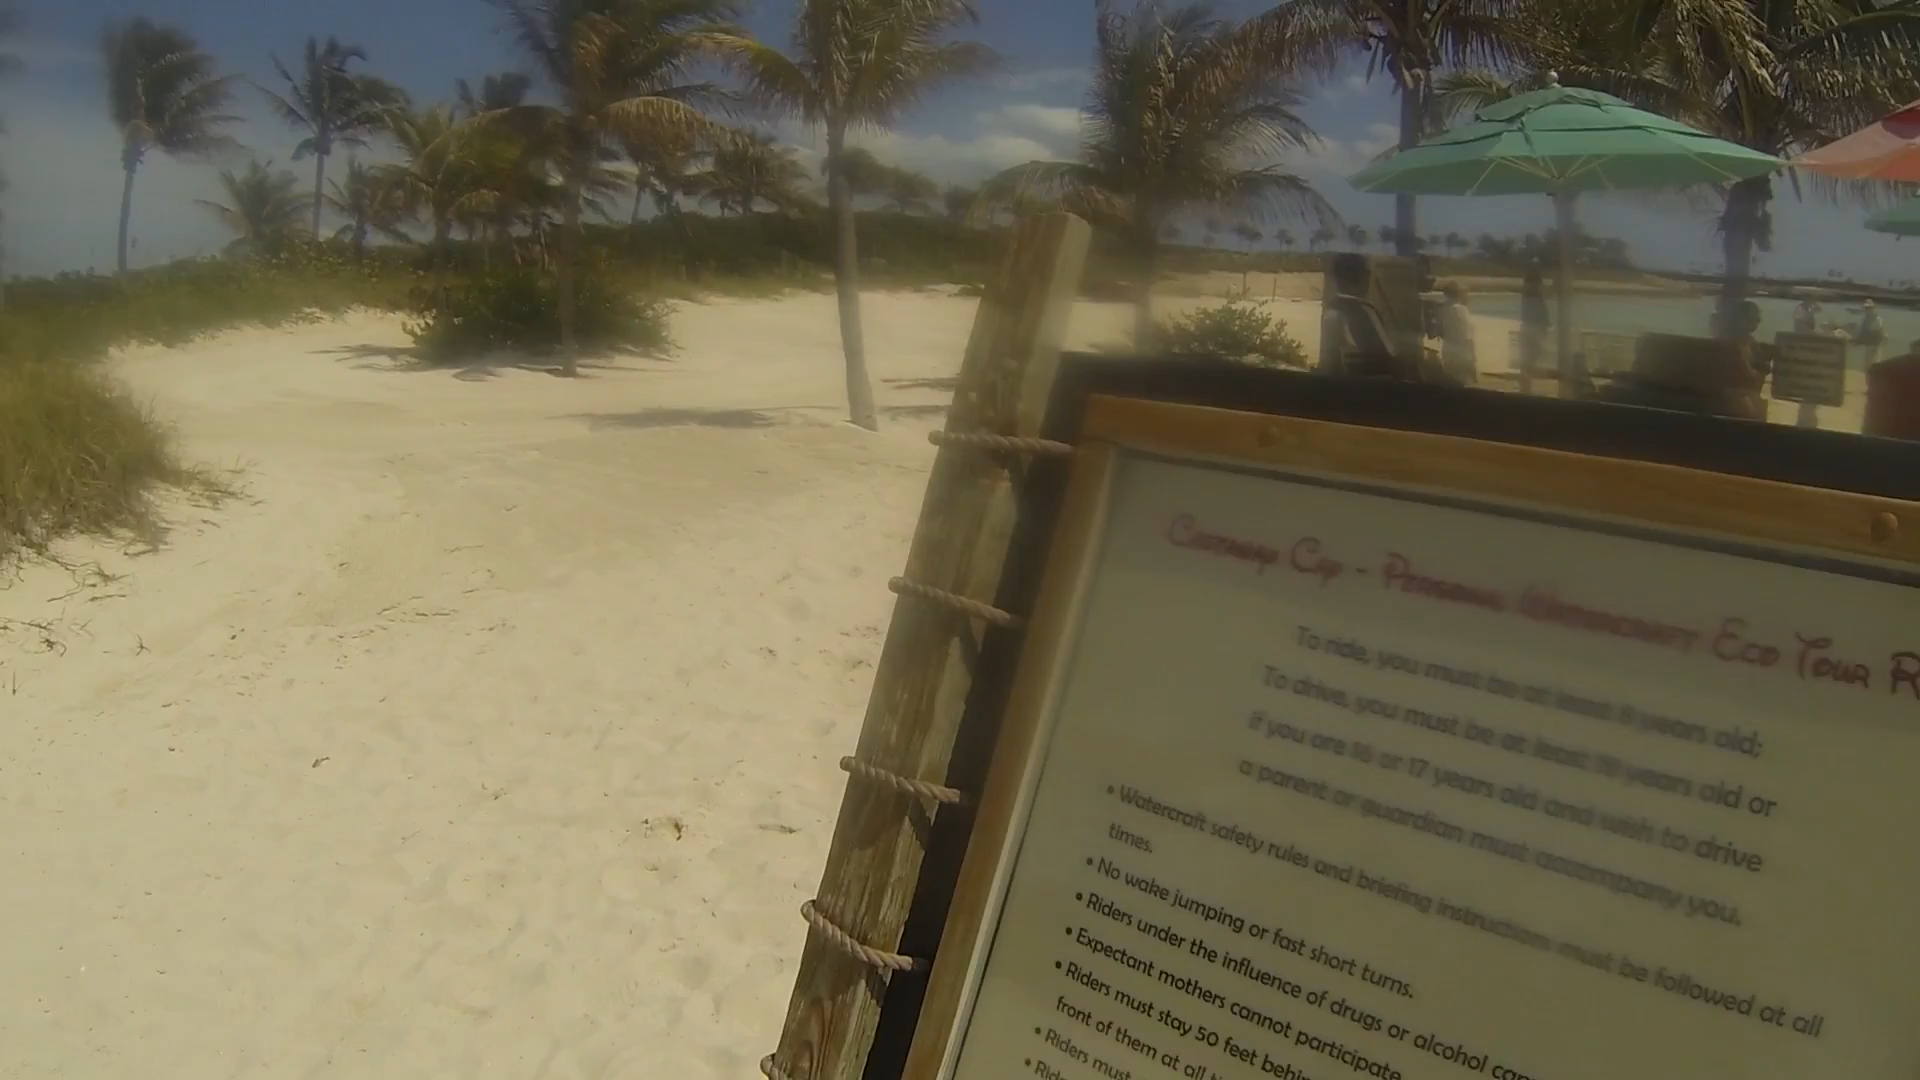 Castaway Cay - Personal Watercraft Eco Tour R
To ride, you must be at least 8 years old;
To drive, you must be at least 18 years old or
if you are 16 or 17 years old and wish to drive
a parent or guardian must accompany you.
• Watercraft safety rules and briefing instructions must be followed at all
times.
• No wake jumping or fast short turns.
• Riders under the influence of drugs or alcohol can
• Expectant mothers cannot participate
• Riders must stay 50 feet behin
front of them at all
• Riders must
• Ride